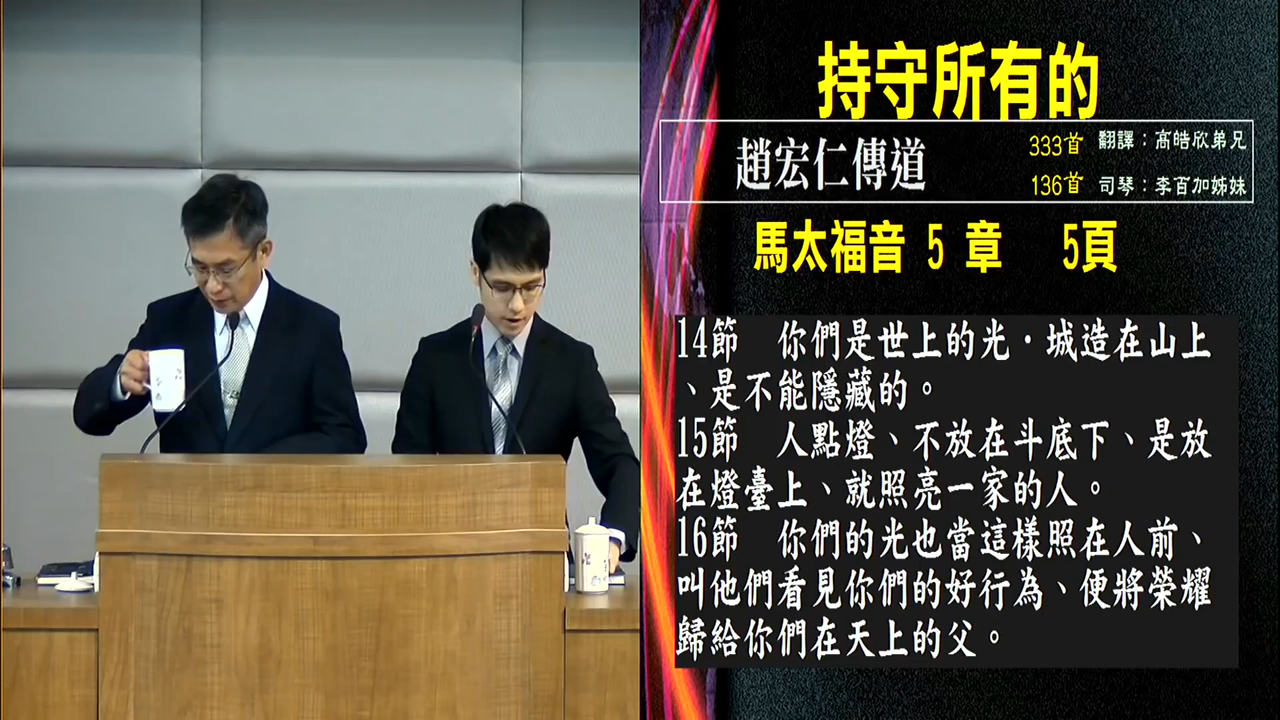 持守所有的
趙宏仁傳道
333首 翻譯：高皓欣弟兄
136首 司琴：李百加姊妹
馬太福音 5 章 5頁
14節 你們是世上的光．城造在山上
、是不能隱藏的。
15節 人點燈、不放在斗底下、是放
在燈臺上、就照亮一家的人。
16節 你們的光也當這樣照在人前、
叫他們看見你們的好行為、便將榮耀
歸給你們在天上的父。